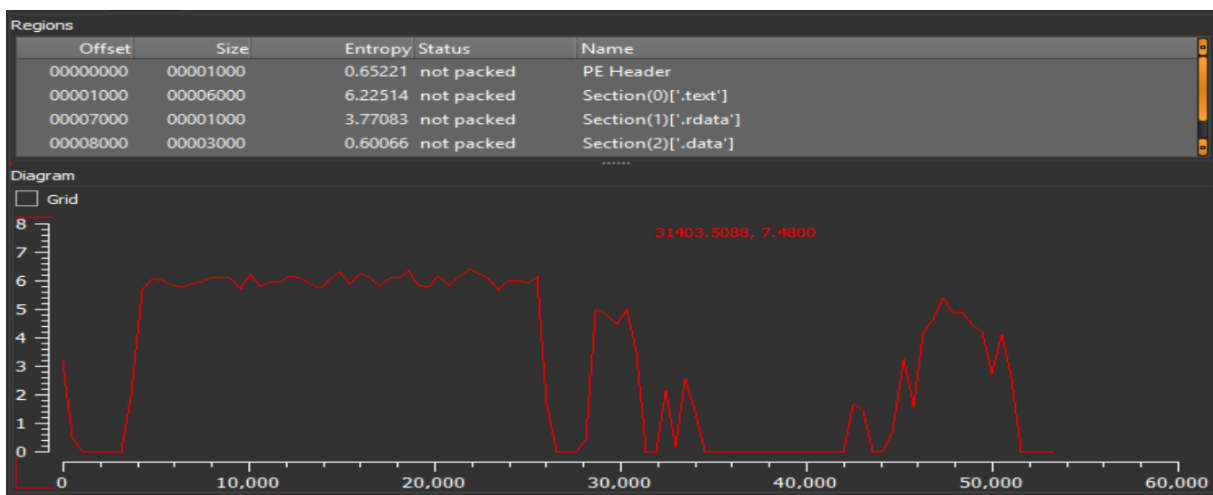 Regions
Offset Size Entropy Status Name
00000000 00001000 0.65221 not packed PE Header
00001000 00006000 6.22514 not packed Section(0)['.text']
00007000 00001000 3.77083 not packed Section(1)['.rdata']
00008000 00003000 0.60066 not packed Section(2)['.data']
Diagram
Grid
31403.5088, 7.4800
8
7
6
5
4
3
2
1
0
0 10,000 20,000 30,000 40,000 50,000 60,000